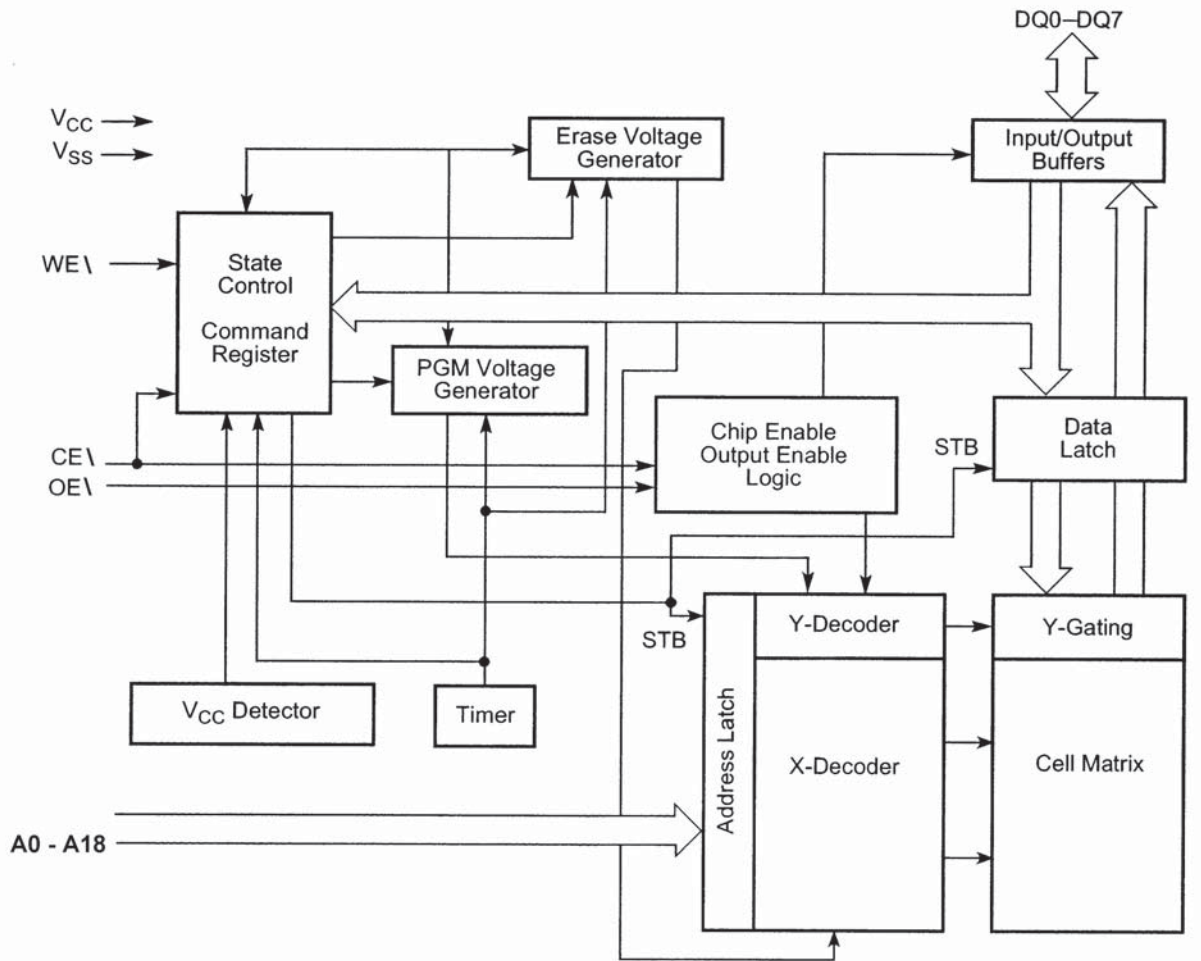 DQ0–DQ7
VCC
VSS
Erase Voltage
Generator
Input/Output
Buffers
WE\
State
Control
Command
Register
PGM Voltage
Generator
Chip Enable
Output Enable
Logic
STB
Data
Latch
CE\
OE\
STB
Y-Decoder
Y-Gating
VCC Detector
Timer
Address Latch
X-Decoder
Cell Matrix
A0 - A18